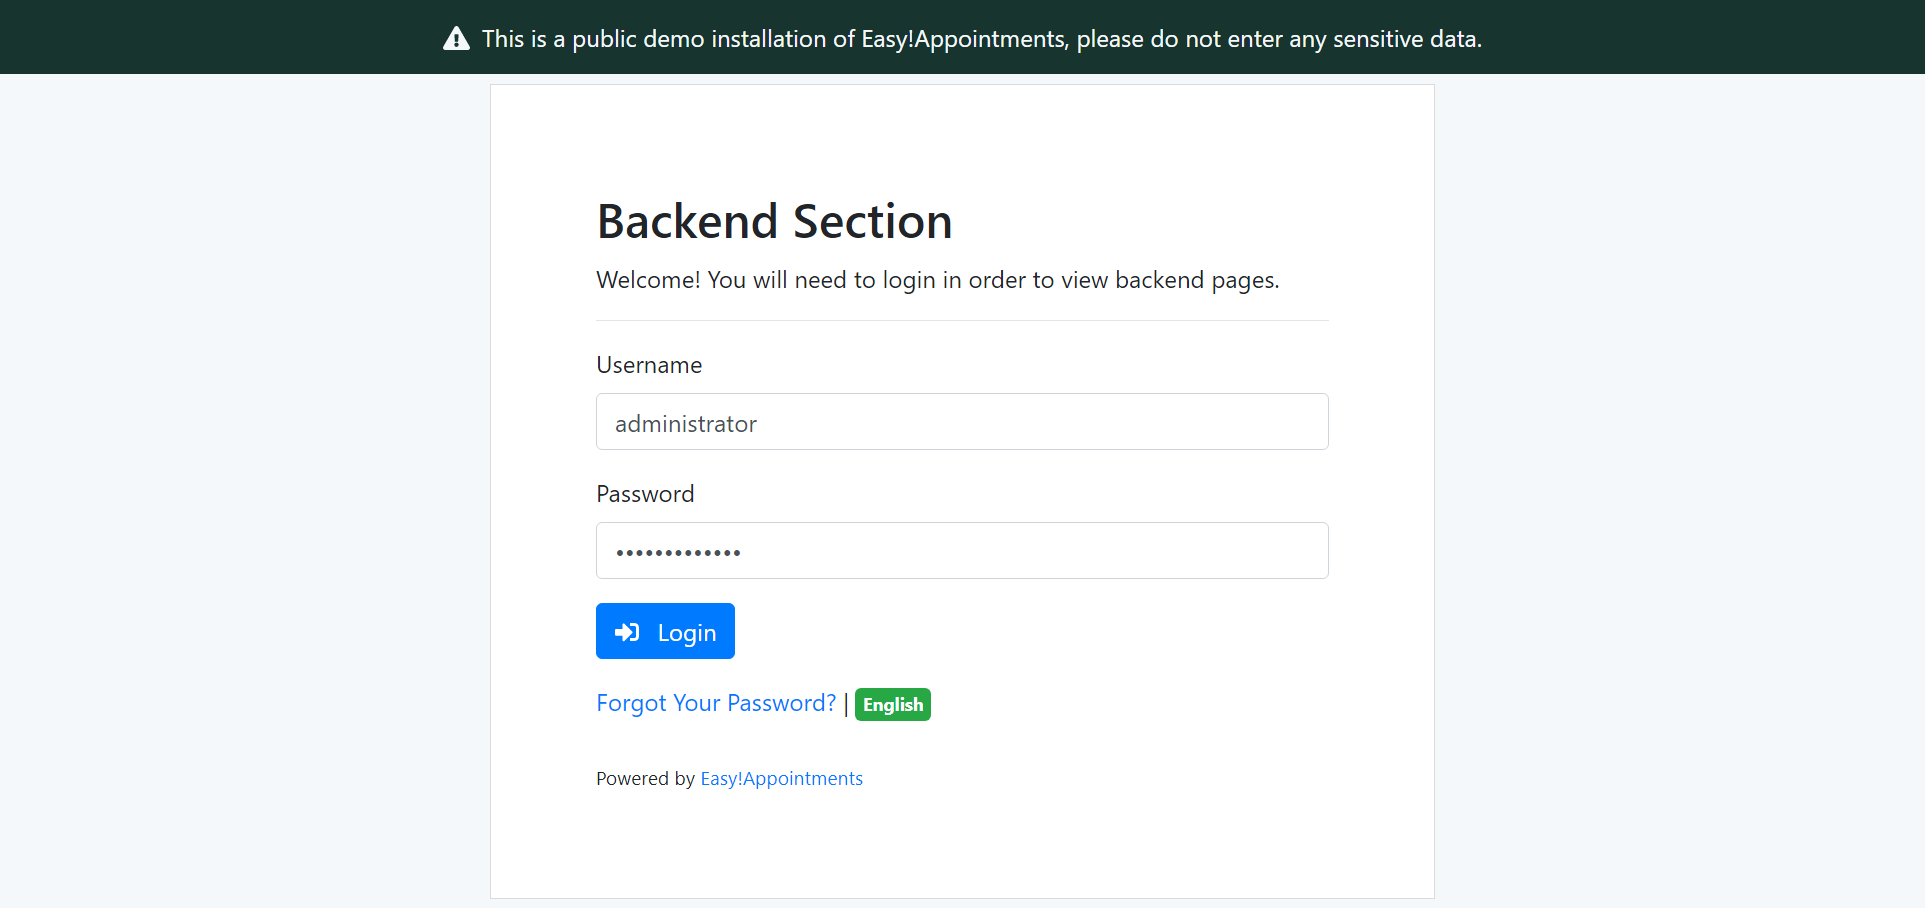 This is a public demo installation of Easy!Appointments, please do not enter any sensitive data.
Backend Section
Welcome! You will need to login in order to view backend pages.
Username
administrator
Password
•••••••••••••
Login
Forgot Your Password? | English
Powered by Easy!Appointments